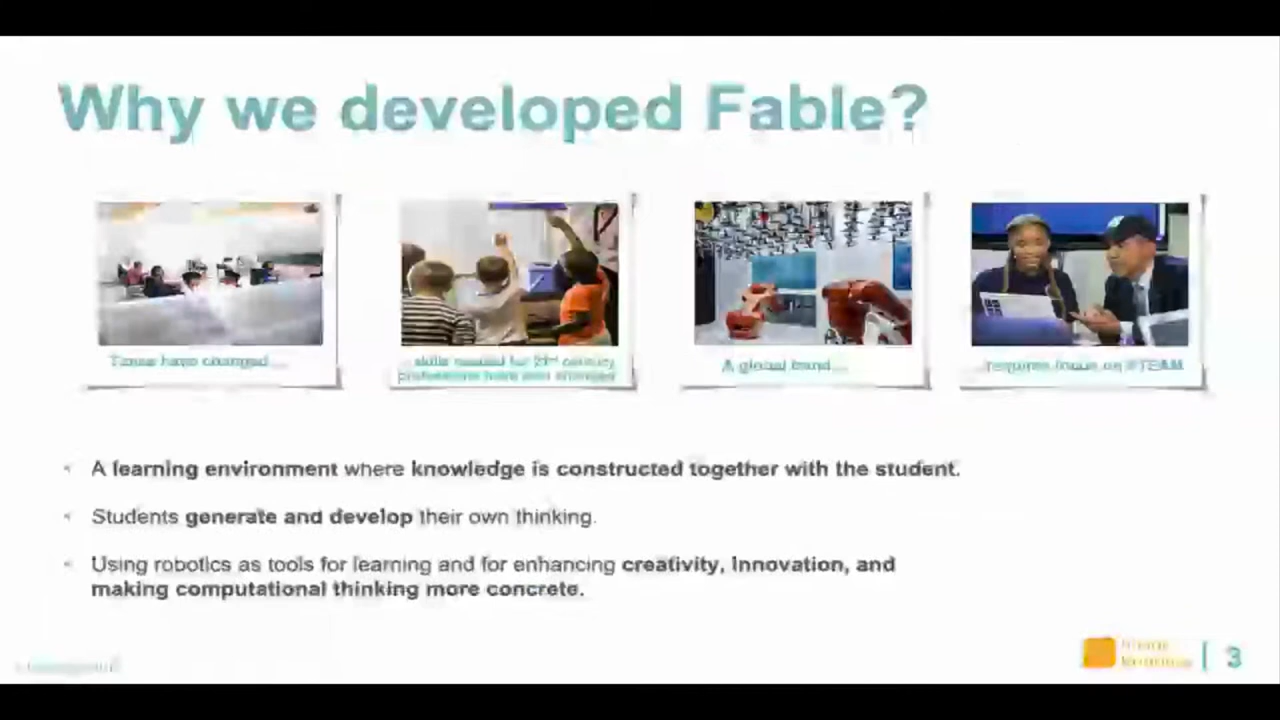 Why we developed Fable?
Times have changed...
skills needed for 21st century
professions have also changed
A global trend...
requires focus on STEAM
A learning environment where knowledge is constructed together with the student.
Students generate and develop their own thinking.
Using robotics as tools for learning and for enhancing creativity, Innovation, and
making computational thinking more concrete.
3